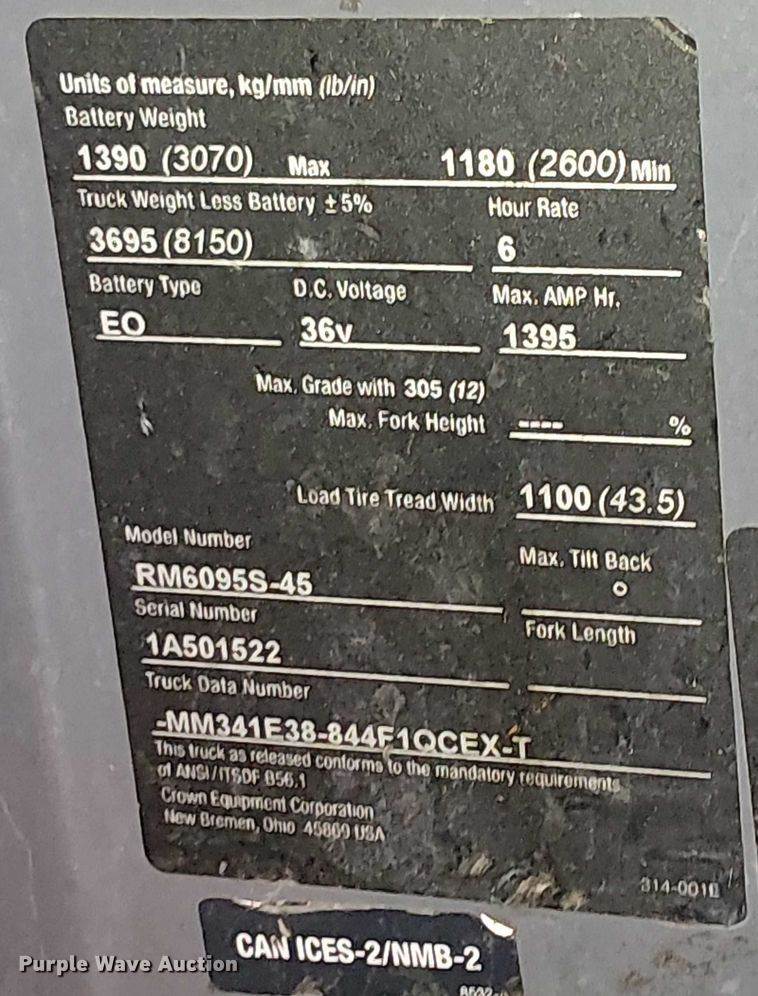 Units of measure, kg/mm (lb/in)
Battery Weight
1390 (3070) Max 1180 (2600) Min
Truck Weight Less Battery ±5% Hour Rate
3695 (8150) 6
Battery Type D.C. Voltage Max. AMP Hr.
EO 36v 1395
Max. Grade with 305 (12)
Max. Fork Height ---- %
Load Tire Tread Width 1100 (43.5)
Model Number Max. Tilt Back
RM6095S-45 °
Serial Number Fork Length
1A501522
Truck Data Number
-MM341E38-844F1QCEX-T
This truck as released conforms to the mandatory requirements
of ANSI/ITSDF B56.1
Crown Equipment Corporation
New Bremen, Ohio 45869 USA
CAN ICES-2/NMB-2
Purple Wave Auction